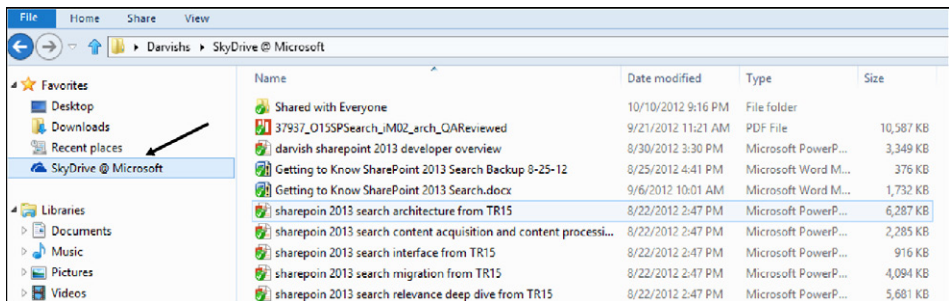 File Home Share View
Darvishs SkyDrive @ Microsoft
Name Date modified Type Size
Favorites
Desktop
Downloads
Recent places
SkyDrive @ Microsoft
Libraries
Documents
Music
Pictures
Videos
Shared with Everyone 10/10/2012 9:16 PM File folder
37937_O15SPSearch_iM02_arch_QAReviewed 9/21/2012 11:21 AM PDF File 10,587 KB
darvish sharepoint 2013 developer overview 8/30/2012 3:30 PM Microsoft PowerP... 3,349 KB
Getting to Know SharePoint 2013 Search Backup 8-25-12 8/25/2012 4:41 PM Microsoft Word M... 376 KB
Getting to Know SharePoint 2013 Search.docx 9/6/2012 10:01 AM Microsoft Word M... 1,732 KB
sharepoin 2013 search architecture from TR15 8/22/2012 2:47 PM Microsoft PowerP... 6,287 KB
sharepoin 2013 search content acquisition and content processi... 8/22/2012 2:47 PM Microsoft PowerP... 2,285 KB
sharepoin 2013 search interface from TR15 8/22/2012 2:47 PM Microsoft PowerP... 916 KB
sharepoin 2013 search migration from TR15 8/22/2012 2:47 PM Microsoft PowerP... 4,094 KB
sharepoin 2013 search relevance deep dive from TR15 8/22/2012 2:47 PM Microsoft PowerP... 5,681 KB